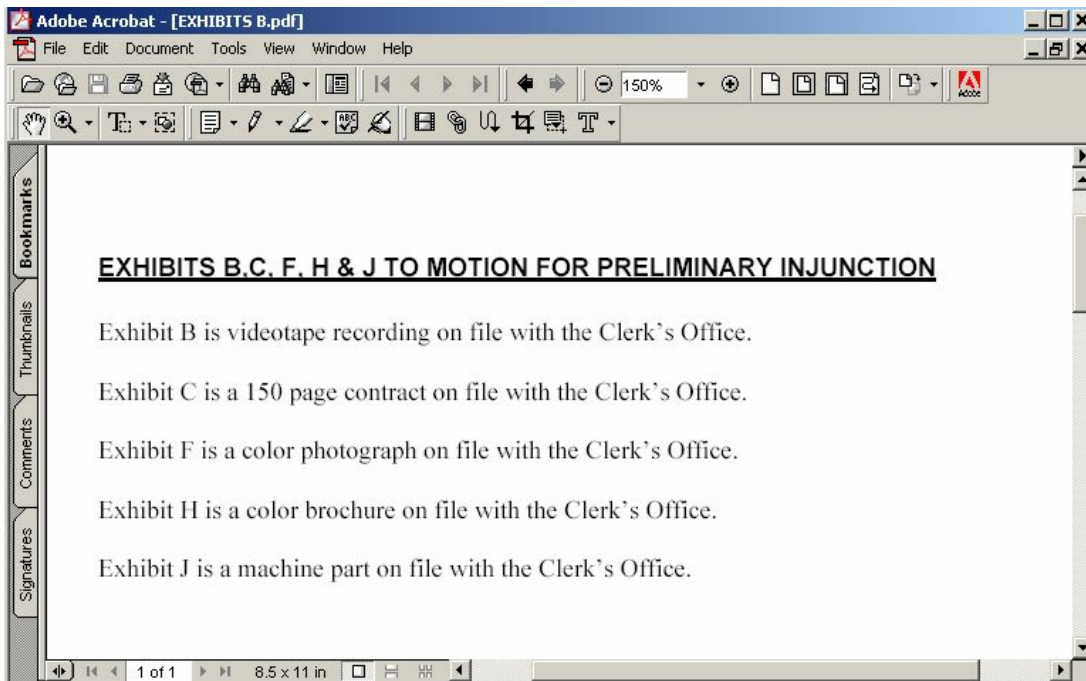 Adobe Acrobat - [EXHIBITS B.pdf]
File Edit Document Tools View Window Help
150%
Adobe
ABC
Bookmarks
Thumbnails
Comments
Signatures
EXHIBITS B,C, F, H & J TO MOTION FOR PRELIMINARY INJUNCTION
Exhibit B is videotape recording on file with the Clerk's Office.
Exhibit C is a 150 page contract on file with the Clerk's Office.
Exhibit F is a color photograph on file with the Clerk's Office.
Exhibit H is a color brochure on file with the Clerk's Office.
Exhibit J is a machine part on file with the Clerk's Office.
1 of 1 8.5 x 11 in